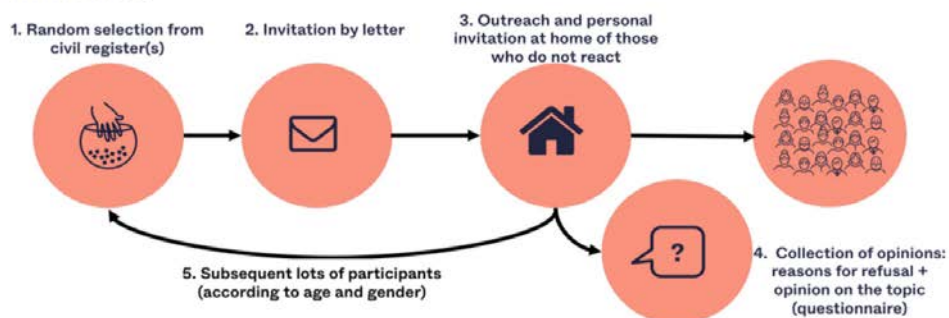 1. Random selection from
civil register(s)
2. Invitation by letter
3. Outreach and personal
invitation at home of those
who do not react
?
4. Collection of opinions:
reasons for refusal +
opinion on the topic
(questionnaire)
5. Subsequent lots of participants
(according to age and gender)